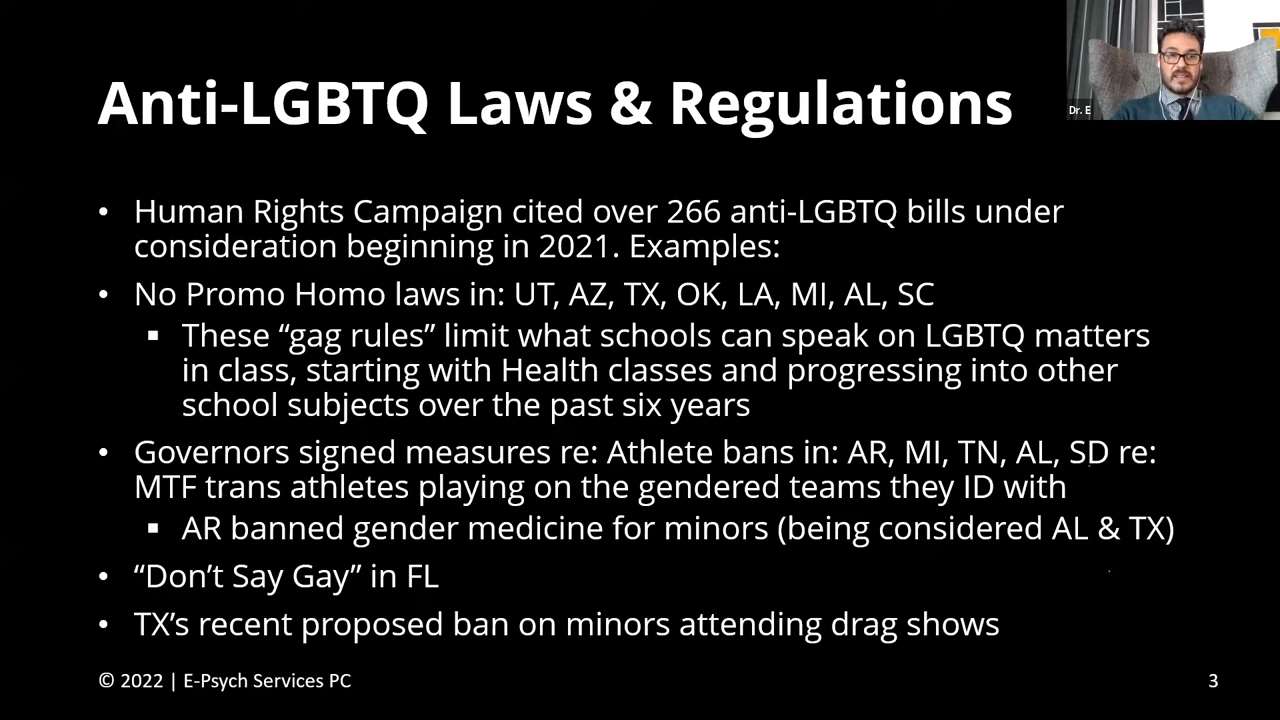 Anti-LGBTQ Laws & Regulations
Dr. E
• Human Rights Campaign cited over 266 anti-LGBTQ bills under
consideration beginning in 2021. Examples:
• No Promo Homo laws in: UT, AZ, TX, OK, LA, MI, AL, SC
▪ These “gag rules” limit what schools can speak on LGBTQ matters
in class, starting with Health classes and progressing into other
school subjects over the past six years
• Governors signed measures re: Athlete bans in: AR, MI, TN, AL, SD re:
MTF trans athletes playing on the gendered teams they ID with
▪ AR banned gender medicine for minors (being considered AL & TX)
• “Don’t Say Gay” in FL
• TX’s recent proposed ban on minors attending drag shows
© 2022 | E-Psych Services PC
3